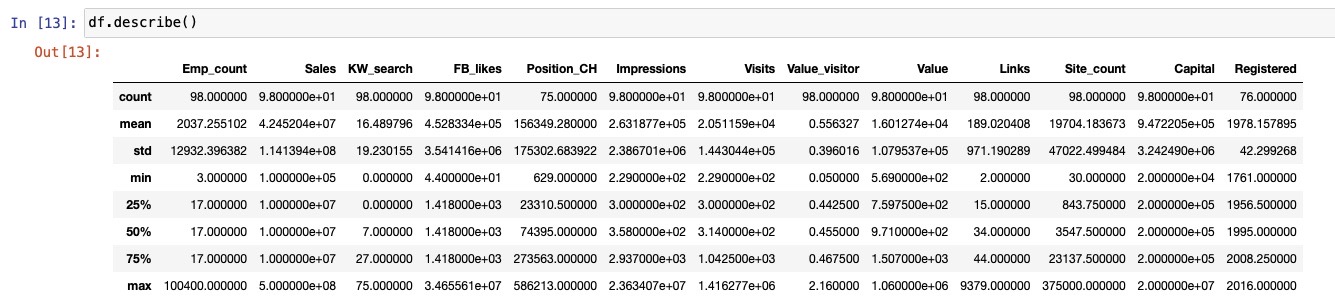 In [13]: df.describe()
Out[13]:
Emp_count Sales KW_search FB_likes Position_CH Impressions Visits Value_visitor Value Links Site_count Capital Registered
count 98.000000 9.800000e+01 98.000000 9.800000e+01 75.000000 9.800000e+01 9.800000e+01 98.000000 9.800000e+01 98.000000 98.000000 9.800000e+01 76.000000
mean 2037.255102 4.245204e+07 16.489796 4.528334e+05 156349.280000 2.631877e+05 2.051159e+04 0.556327 1.601274e+04 189.020408 19704.183673 9.472205e+05 1978.157895
std 12932.396382 1.141394e+08 19.230155 3.541416e+06 175302.683922 2.386701e+06 1.443044e+05 0.396016 1.079537e+05 971.190289 47022.499484 3.242490e+06 42.299268
min 3.000000 1.000000e+05 0.000000 4.400000e+01 629.000000 2.290000e+02 2.290000e+02 0.050000 5.690000e+02 2.000000 30.000000 2.000000e+04 1761.000000
25% 17.000000 1.000000e+07 0.000000 1.418000e+03 23310.500000 3.000000e+02 3.000000e+02 0.442500 7.597500e+02 15.000000 843.750000 2.000000e+05 1956.500000
50% 17.000000 1.000000e+07 7.000000 1.418000e+03 74395.000000 3.580000e+02 3.140000e+02 0.455000 9.710000e+02 34.000000 3547.500000 2.000000e+05 1995.000000
75% 17.000000 1.000000e+07 27.000000 1.418000e+03 273563.000000 2.937000e+03 1.042500e+03 0.467500 1.507000e+03 44.000000 23137.500000 2.000000e+05 2008.250000
max 100400.000000 5.000000e+08 75.000000 3.465561e+07 586213.000000 2.363407e+07 1.416277e+06 2.160000 1.060000e+06 9379.000000 375000.000000 2.000000e+07 2016.000000